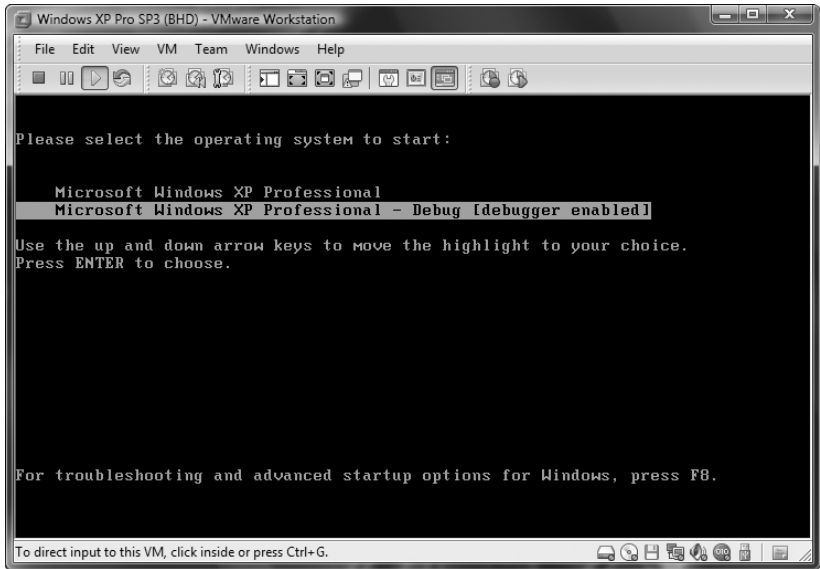 Windows XP Pro SP3 (BHD) - VMware Workstation
File Edit View VM Team Windows Help
Please select the operating system to start:
Microsoft Windows XP Professional
Microsoft Windows XP Professional - Debug [debugger enabled]
Use the up and down arrow keys to move the highlight to your choice.
Press ENTER to choose.
For troubleshooting and advanced startup options for Windows, press F8.
To direct input to this VM, click inside or press Ctrl+G.